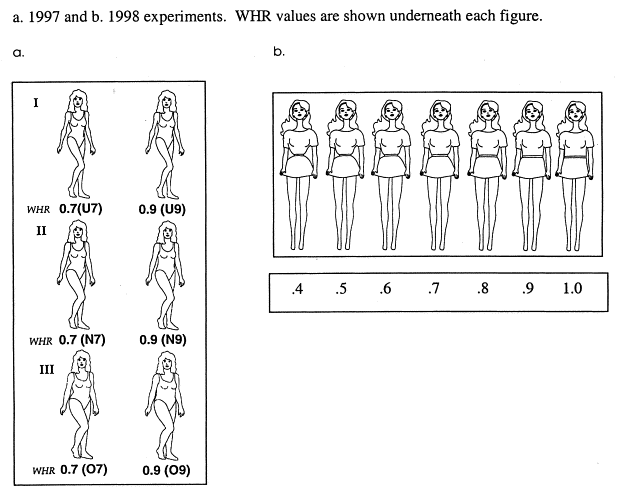 a. 1997 and b. 1998 experiments. WHR values are shown underneath each figure.
a.
b.
I
WHR 0.7(U7) 0.9 (U9)
II
WHR 0.7 (N7) 0.9 (N9)
III
WHR 0.7 (O7) 0.9 (O9)
.4 .5 .6 .7 .8 .9 1.0